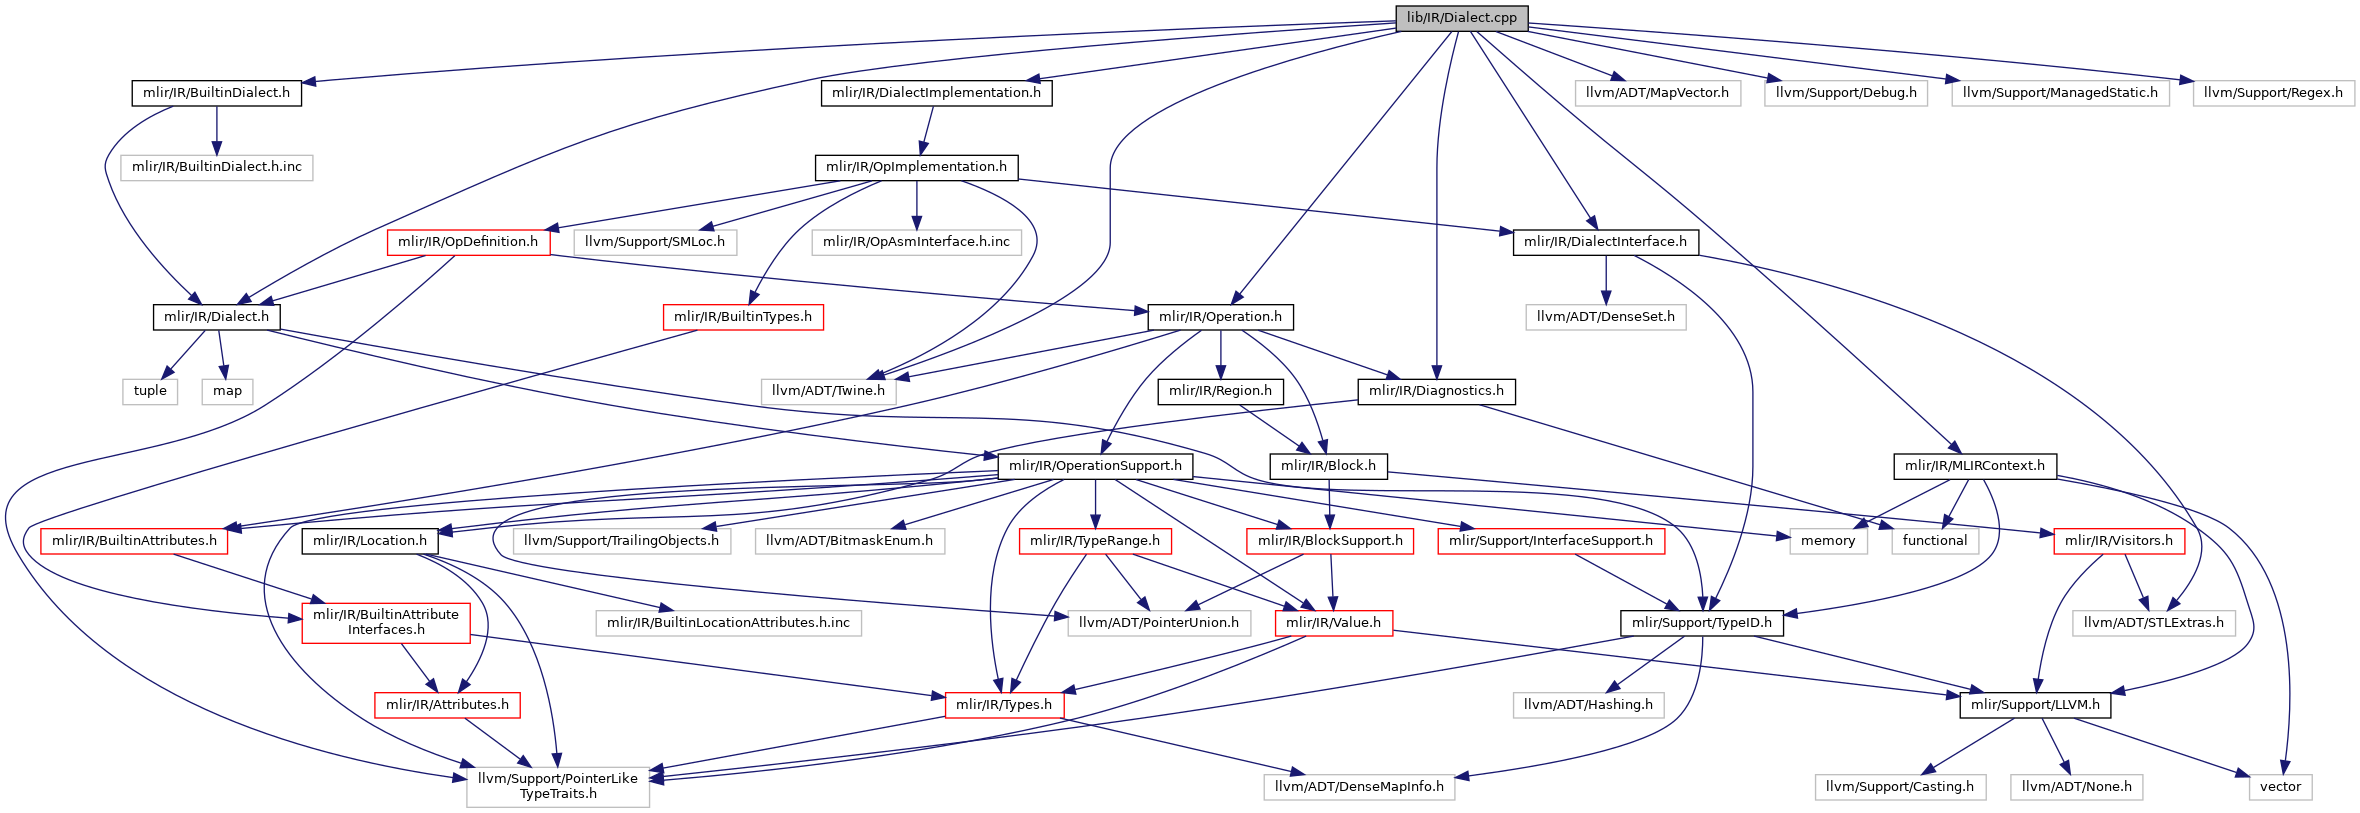 lib/IR/Dialect.cpp
mlir/IR/BuiltinDialect.h
mlir/IR/DialectImplementation.h
llvm/ADT/MapVector.h
llvm/Support/Debug.h
llvm/Support/ManagedStatic.h
llvm/Support/Regex.h
mlir/IR/BuiltinDialect.h.inc
mlir/IR/OpImplementation.h
mlir/IR/OpDefinition.h
llvm/Support/SMLoc.h
mlir/IR/OpAsmInterface.h.inc
mlir/IR/DialectInterface.h
mlir/IR/Dialect.h
mlir/IR/BuiltinTypes.h
mlir/IR/Operation.h
llvm/ADT/DenseSet.h
tuple
map
llvm/ADT/Twine.h
mlir/IR/Region.h
mlir/IR/Diagnostics.h
mlir/IR/OperationSupport.h
mlir/IR/Block.h
mlir/IR/MLIRContext.h
mlir/IR/BuiltinAttributes.h
mlir/IR/Location.h
llvm/Support/TrailingObjects.h
llvm/ADT/BitmaskEnum.h
mlir/IR/TypeRange.h
mlir/IR/BlockSupport.h
mlir/Support/InterfaceSupport.h
memory
functional
mlir/IR/Visitors.h
mlir/IR/BuiltinAttribute
Interfaces.h
mlir/IR/BuiltinLocationAttributes.h.inc
llvm/ADT/PointerUnion.h
mlir/IR/Value.h
mlir/Support/TypeID.h
llvm/ADT/STLExtras.h
mlir/IR/Attributes.h
mlir/IR/Types.h
llvm/ADT/Hashing.h
mlir/Support/LLVM.h
llvm/Support/PointerLike
TypeTraits.h
llvm/ADT/DenseMapInfo.h
llvm/Support/Casting.h
llvm/ADT/None.h
vector